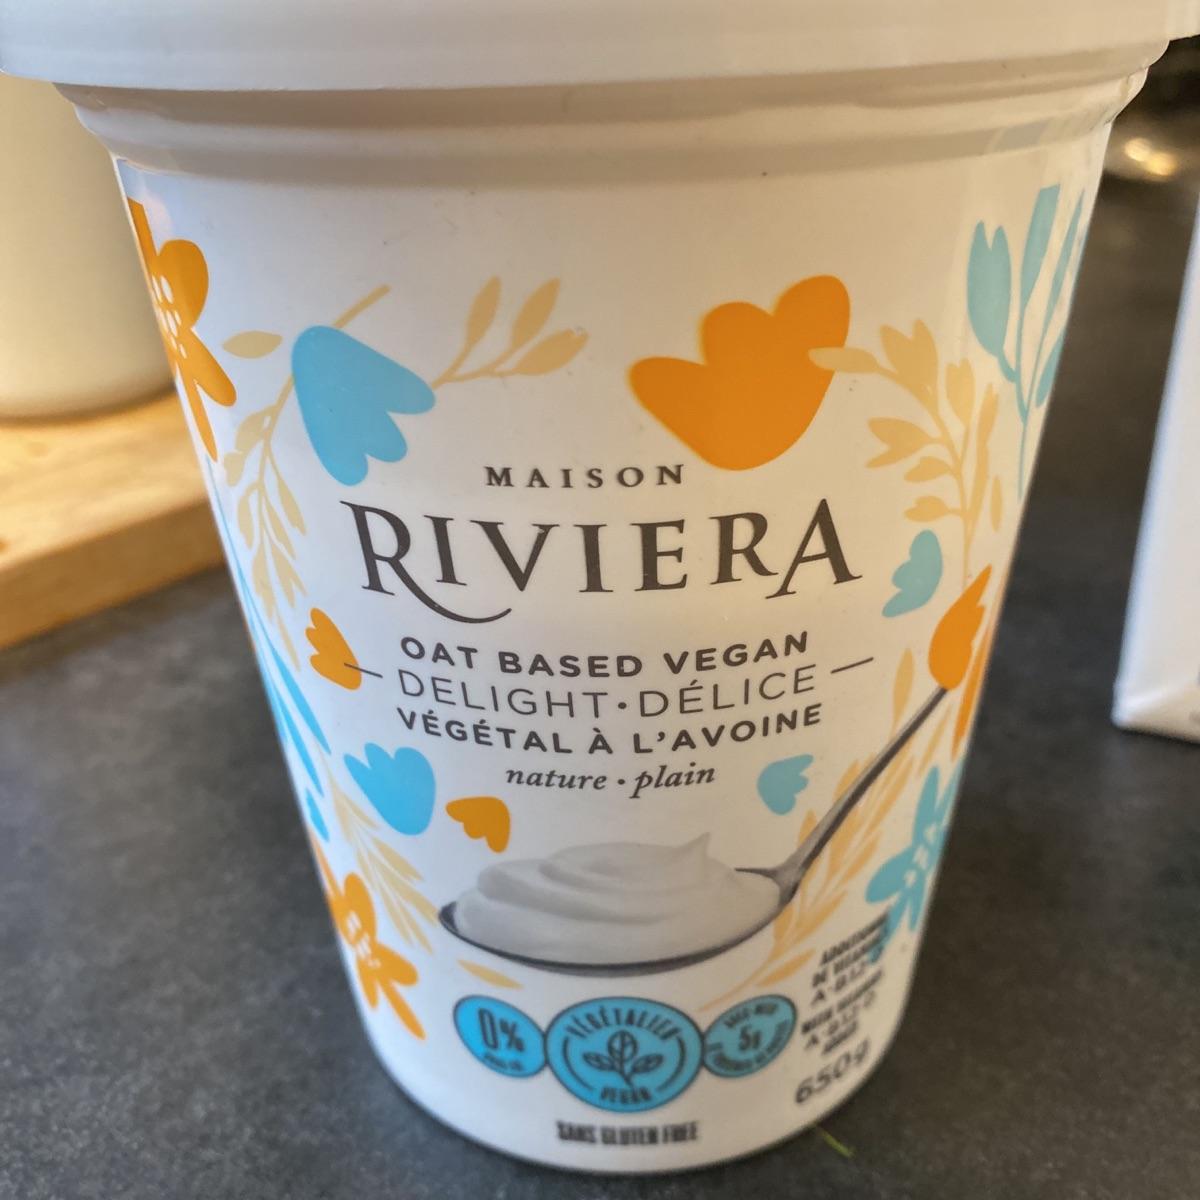 MAISON
RIVIERA
OAT BASED VEGAN
DELIGHT · DÉLICE
VÉGÉTAL À L'AVOINE
nature · plain
0%
VÉGÉTALIEN
VEGAN
5g
SANS GLUTEN FREE
650g